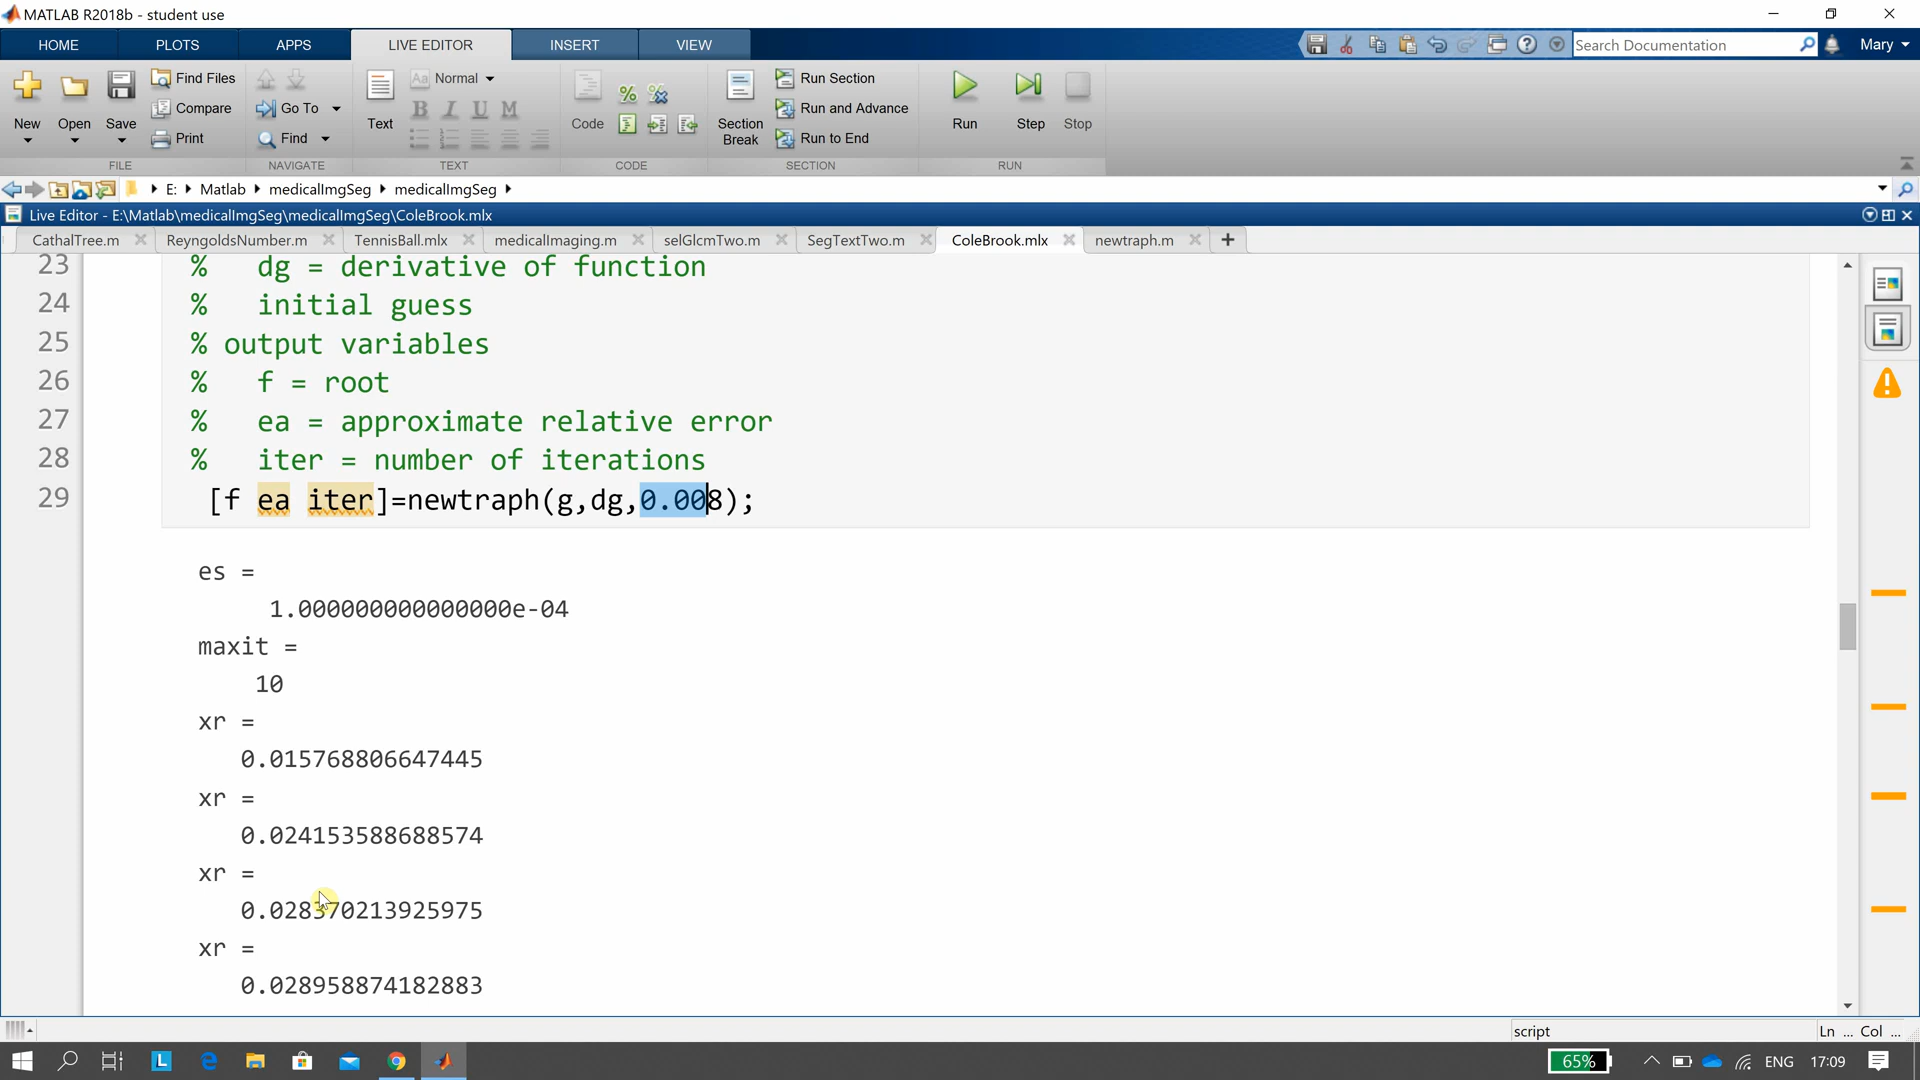 MATLAB R2018b - student use
HOME PLOTS APPS LIVE EDITOR INSERT VIEW Search Documentation Mary
Find Files Normal Run Section
Compare Go To B I U M Run and Advance
New Open Save Print Find Text Code Section Break Run to End Run Step Stop
FILE NAVIGATE TEXT CODE SECTION RUN
E: Matlab medicalImgSeg medicalImgSeg
Live Editor - E:\Matlab\medicalImgSeg\medicalImgSeg\ColeBrook.mlx
CathalTree.m ReyngoldsNumber.m TennisBall.mlx medicalImaging.m selGlcmTwo.m SegTextTwo.m ColeBrook.mlx newtraph.m
23 % dg = derivative of function
24 % initial guess
25 % output variables
26 % f = root
27 % ea = approximate relative error
28 % iter = number of iterations
29 [f ea iter]=newtraph(g,dg,0.008);
es =
1.000000000000000e-04
maxit =
10
xr =
0.015768806647445
xr =
0.024153588688574
xr =
0.028370213925975
xr =
0.028958874182883
script Ln ... Col ...
65% ENG 17:09